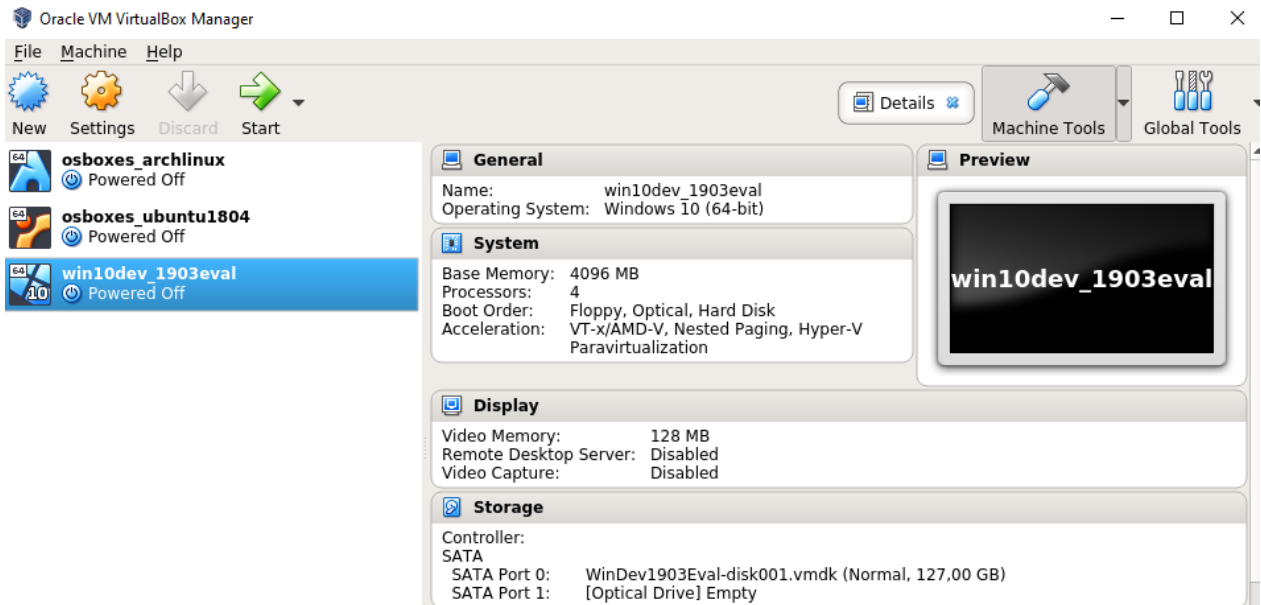 Oracle VM VirtualBox Manager
File Machine Help
New Settings Discard Start
Details
Machine Tools
Global Tools
64
osboxes_archlinux
Powered Off
64
osboxes_ubuntu1804
Powered Off
64
10
win10dev_1903eval
Powered Off
General
Name: win10dev_1903eval
Operating System: Windows 10 (64-bit)
System
Base Memory: 4096 MB
Processors: 4
Boot Order: Floppy, Optical, Hard Disk
Acceleration: VT-x/AMD-V, Nested Paging, Hyper-V
Paravirtualization
Preview
win10dev_1903eval
Display
Video Memory: 128 MB
Remote Desktop Server: Disabled
Video Capture: Disabled
Storage
Controller:
SATA
SATA Port 0: WinDev1903Eval-disk001.vmdk (Normal, 127,00 GB)
SATA Port 1: [Optical Drive] Empty